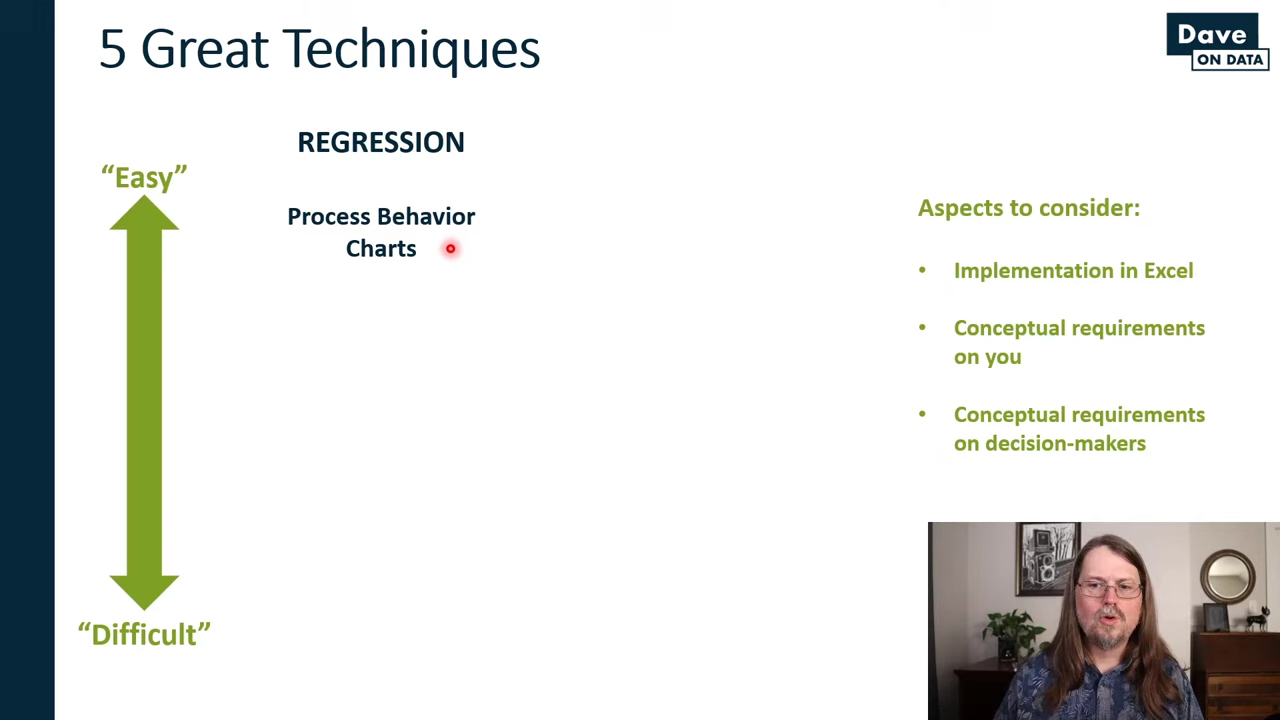 5 Great Techniques
Dave
ON DATA
REGRESSION
“Easy”
Process Behavior
Charts
“Difficult”
Aspects to consider:
• Implementation in Excel
• Conceptual requirements
on you
• Conceptual requirements
on decision-makers